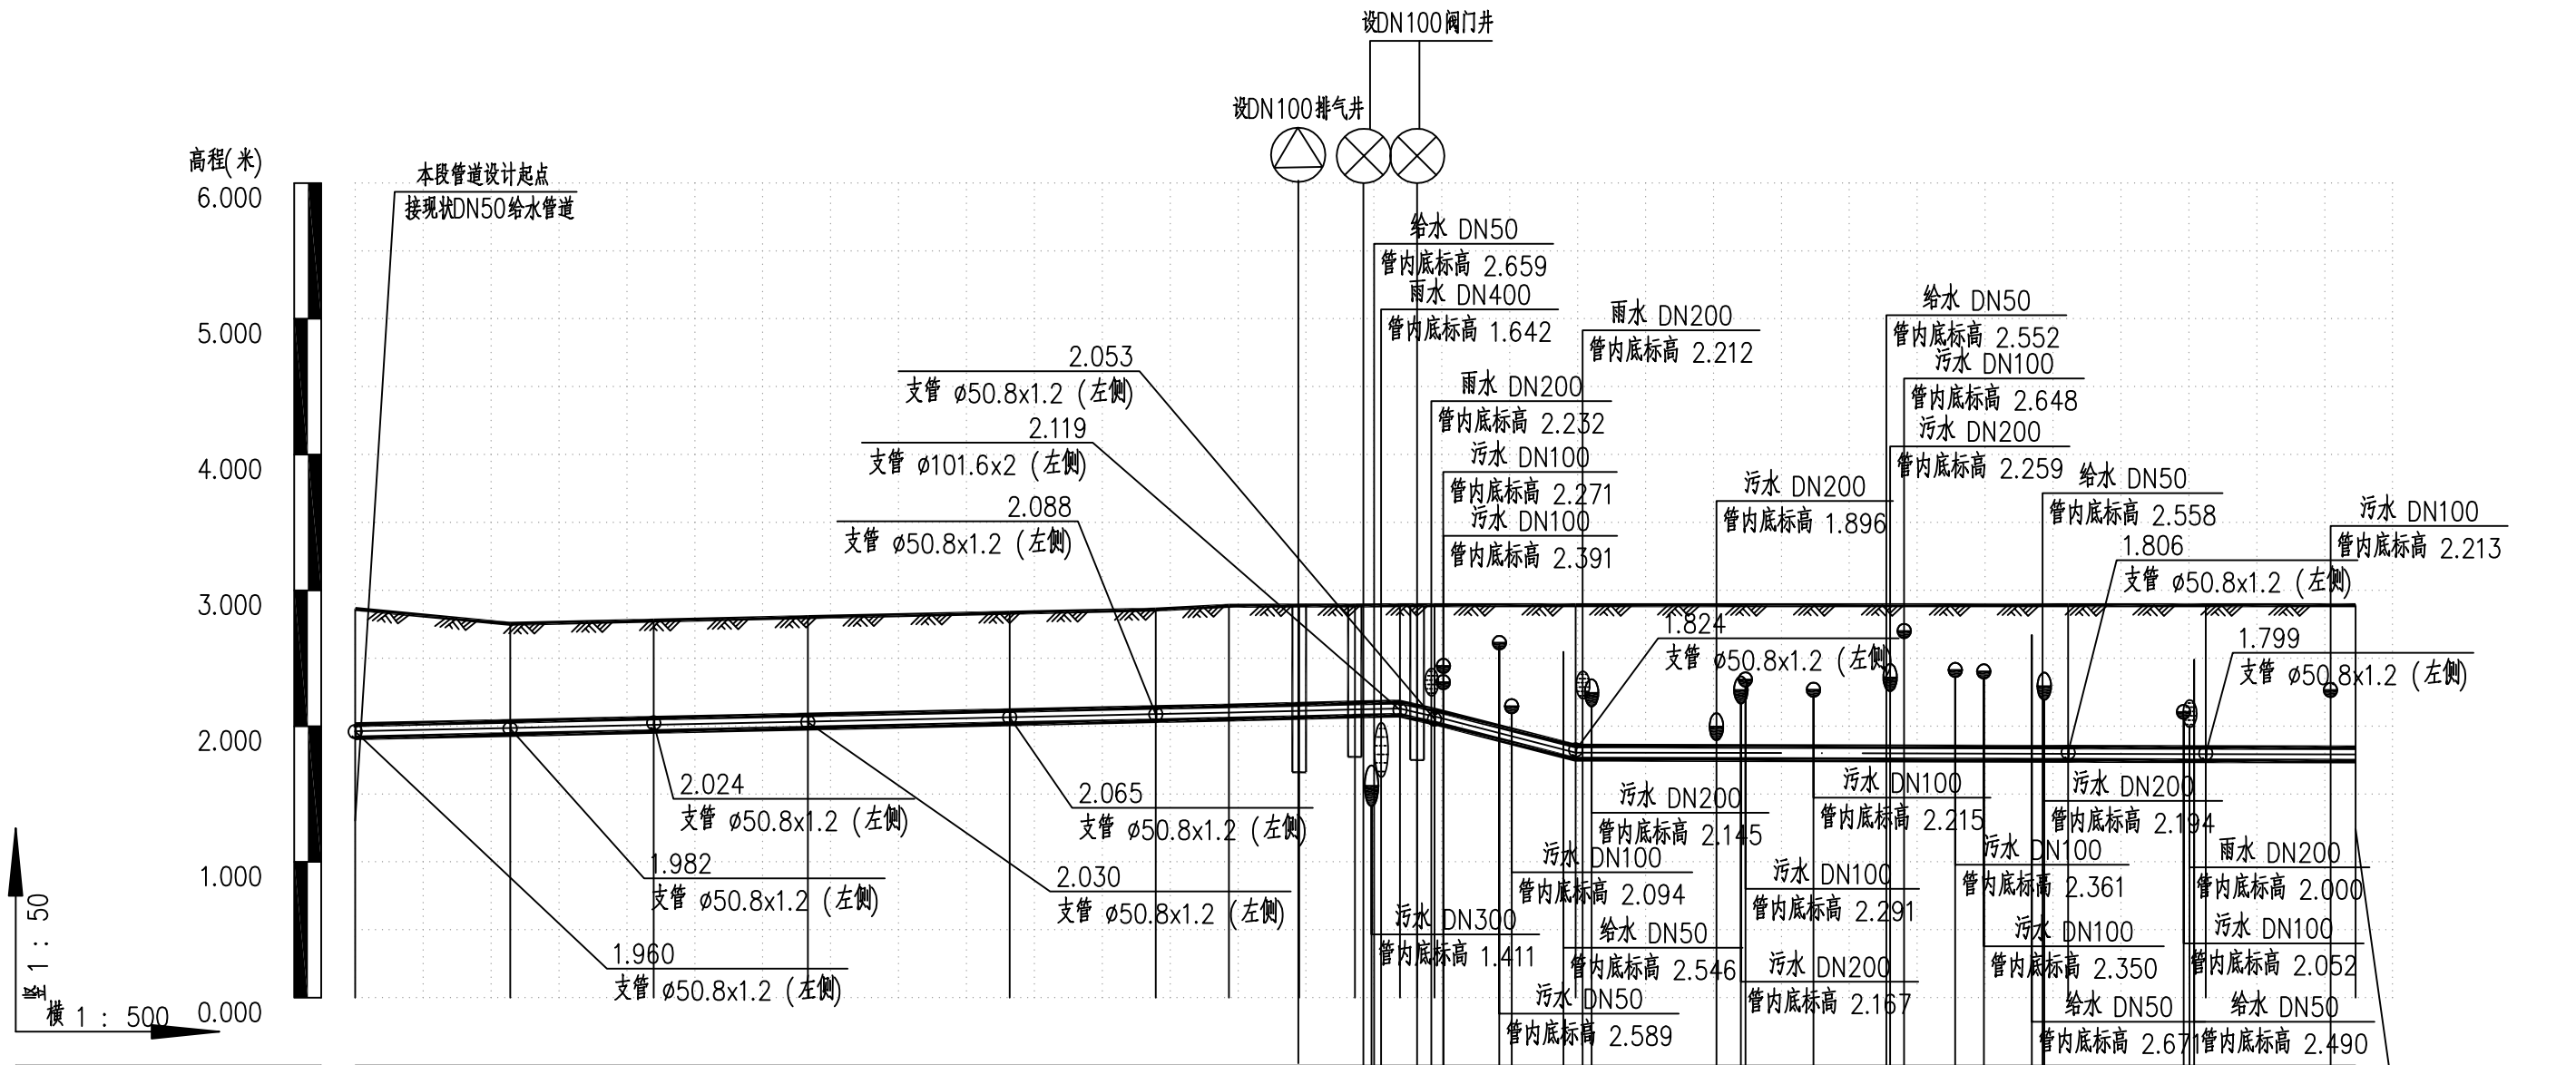 设DN100阀门井
设DN100排气井
高程(米)
6.000
5.000
4.000
3.000
2.000
1.000
0.000
竖 1 : 50
横 1 : 500
本段管道设计起点
接现状DN50给水管道
给水 DN50
管内底标高 2.659
雨水 DN400
管内底标高 1.642
雨水 DN200
管内底标高 2.212
给水 DN50
管内底标高 2.552
污水 DN100
管内底标高 2.648
污水 DN200
管内底标高 2.259
2.053
支管 φ50.8x1.2 (左侧)
2.119
支管 φ101.6x2 (左侧)
2.088
支管 φ50.8x1.2 (左侧)
雨水 DN200
管内底标高 2.232
污水 DN100
管内底标高 2.271
污水 DN100
管内底标高 2.391
污水 DN200
管内底标高 1.896
给水 DN50
管内底标高 2.558
污水 DN100
管内底标高 2.213
1.806
支管 φ50.8x1.2 (左侧)
1.824
支管 φ50.8x1.2 (左侧)
1.799
支管 φ50.8x1.2 (左侧)
2.024
支管 φ50.8x1.2 (左侧)
2.065
支管 φ50.8x1.2 (左侧)
1.982
支管 φ50.8x1.2 (左侧)
2.030
支管 φ50.8x1.2 (左侧)
1.960
支管 φ50.8x1.2 (左侧)
污水 DN200
管内底标高 2.145
污水 DN100
管内底标高 2.215
污水 DN200
管内底标高 2.194
污水 DN100
管内底标高 2.094
污水 DN100
管内底标高 2.291
污水 DN100
管内底标高 2.361
雨水 DN200
管内底标高 2.000
污水 DN300
管内底标高 1.411
给水 DN50
管内底标高 2.546
污水 DN200
管内底标高 2.167
污水 DN100
管内底标高 2.350
污水 DN100
管内底标高 2.052
污水 DN50
管内底标高 2.589
给水 DN50
管内底标高 2.671
给水 DN50
管内底标高 2.490